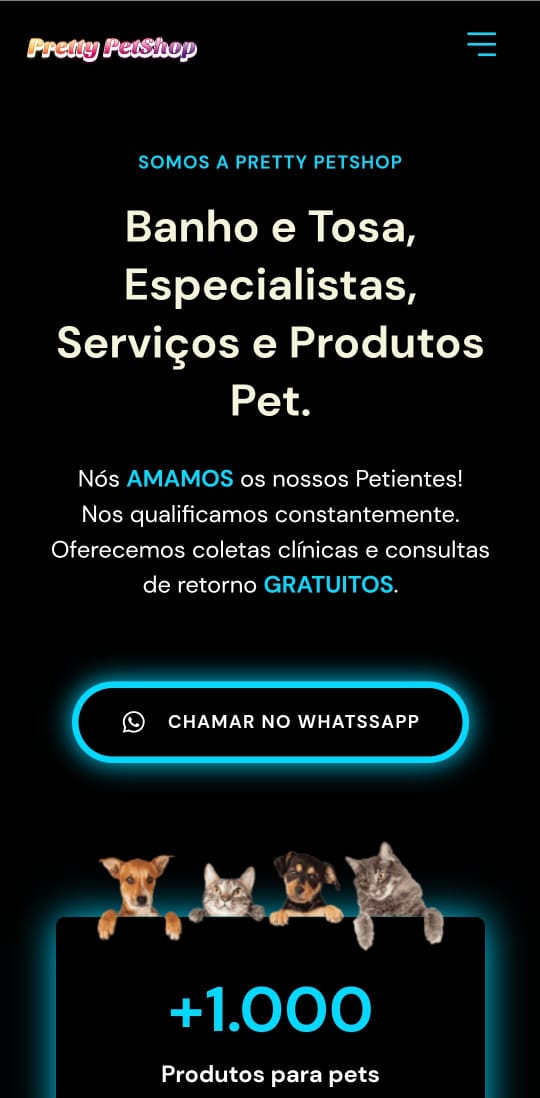 Pretty PetShop
SOMOS A PRETTY PETSHOP
Banho e Tosa,
Especialistas,
Serviços e Produtos
Pet.
Nós AMAMOS os nossos Petientes!
Nos qualificamos constantemente.
Oferecemos coletas clínicas e consultas
de retorno GRATUITOS.
CHAMAR NO WHATSSAPP
+1.000
Produtos para pets